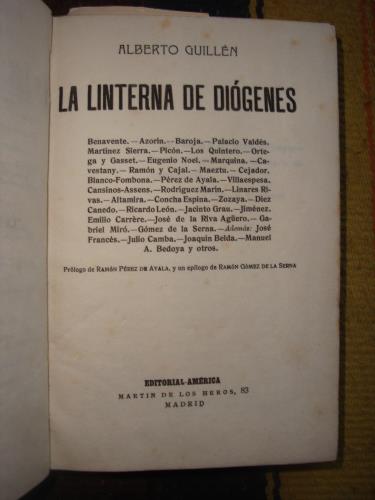 ALBERTO GUILLÉN
LA LINTERNA DE DIÓGENES
Benavente.—Azorín.—Baroja.—Palacio Valdés.
Martínez Sierra.—Picón.—Los Quintero.—Orte-
ga y Gasset.—Eugenio Noel.—Marquina.—Ca-
vestany.—Ramón y Cajal.—Maeztu.—Cejador.
Blanco-Fombona.—Pérez de Ayala.—Villaespesa.
Cansinos-Assens.—Rodríguez Marín.—Linares Ri-
vas.—Altamira.—Concha Espina.—Zozaya.—Diez
Canedo.—Ricardo León.—Jacinto Grau.—Jiménez.
Emilio Carrère.—José de la Riva Agüero.—Ga-
briel Miró.—Gómez de la Serna.—Además: José
Francés.—Julio Camba.—Joaquín Belda.—Manuel
A. Bedoya y otros.
Prólogo de RAMÓN PÉREZ DE AYALA, y un epílogo de RAMÓN GÓMEZ DE LA SERNA
EDITORIAL-AMÉRICA
MARTÍN DE LOS HEROS, 83
MADRID